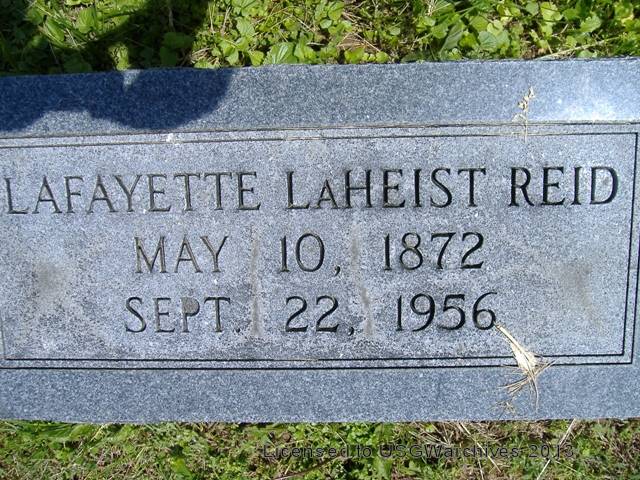 LAFAYETTE LaHEIST REID
MAY 10, 1872
SEPT. 22, 1956
Licensed to USGWarchives 2013